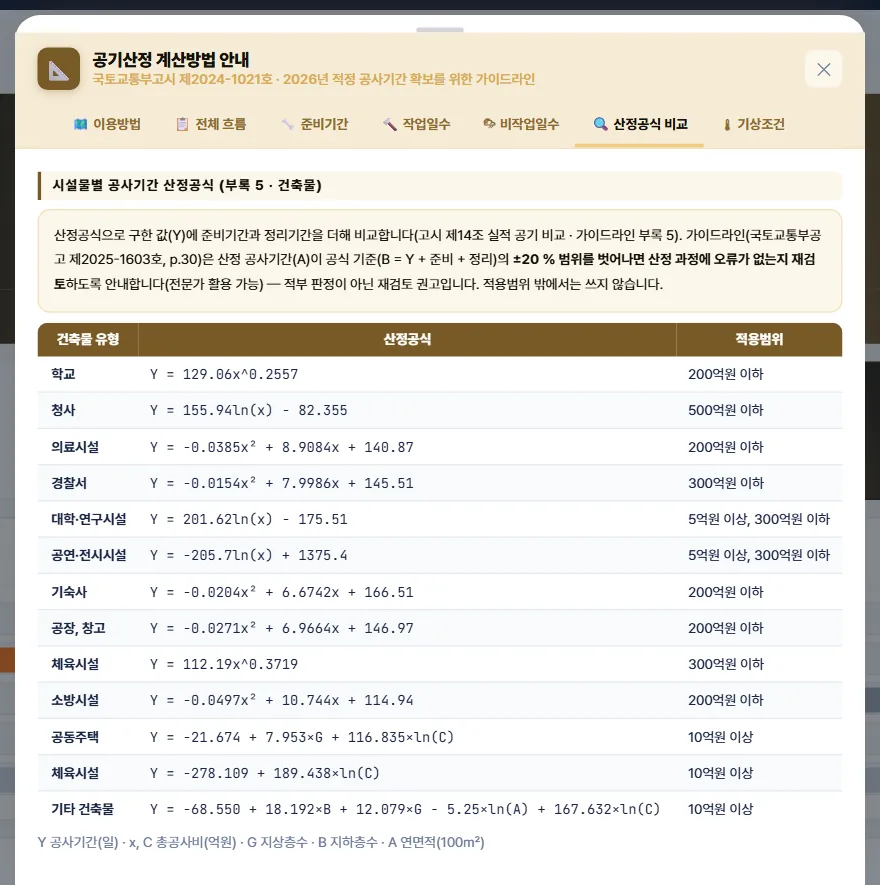 공기산정 계산방법 안내
국토교통부고시 제2024-1021호 · 2026년 적정 공사기간 확보를 위한 가이드라인
이용방법 전체 흐름 준비기간 작업일수 비작업일수 산정공식 비교 기상조건
시설물별 공사기간 산정공식 (부록 5 · 건축물)
산정공식으로 구한 값(Y)에 준비기간과 정리기간을 더해 비교합니다(고시 제14조 실적 공기 비교 · 가이드라인 부록 5). 가이드라인(국토교통부공
고 제2025-1603호, p.30)은 산정 공사기간(A)이 공식 기준(B = Y + 준비 + 정리)의 ±20 % 범위를 벗어나면 산정 과정에 오류가 없는지 재검
토하도록 안내합니다(전문가 활용 가능) — 적부 판정이 아닌 재검토 권고입니다. 적용범위 밖에서는 쓰지 않습니다.
건축물 유형 산정공식 적용범위
학교 Y = 129.06x^0.2557 200억원 이하
청사 Y = 155.94ln(x) - 82.355 500억원 이하
의료시설 Y = -0.0385x² + 8.9084x + 140.87 200억원 이하
경찰서 Y = -0.0154x² + 7.9986x + 145.51 300억원 이하
대학·연구시설 Y = 201.62ln(x) - 175.51 5억원 이상, 300억원 이하
공연·전시시설 Y = -205.7ln(x) + 1375.4 5억원 이상, 300억원 이하
기숙사 Y = -0.0204x² + 6.6742x + 166.51 200억원 이하
공장, 창고 Y = -0.0271x² + 6.9664x + 146.97 200억원 이하
체육시설 Y = 112.19x^0.3719 300억원 이하
소방시설 Y = -0.0497x² + 10.744x + 114.94 200억원 이하
공동주택 Y = -21.674 + 7.953×G + 116.835×ln(C) 10억원 이상
체육시설 Y = -278.109 + 189.438×ln(C) 10억원 이상
기타 건축물 Y = -68.550 + 18.192×B + 12.079×G - 5.25×ln(A) + 167.632×ln(C) 10억원 이상
Y 공사기간(일) · x, C 총공사비(억원) · G 지상층수 · B 지하층수 · A 연면적(100m²)